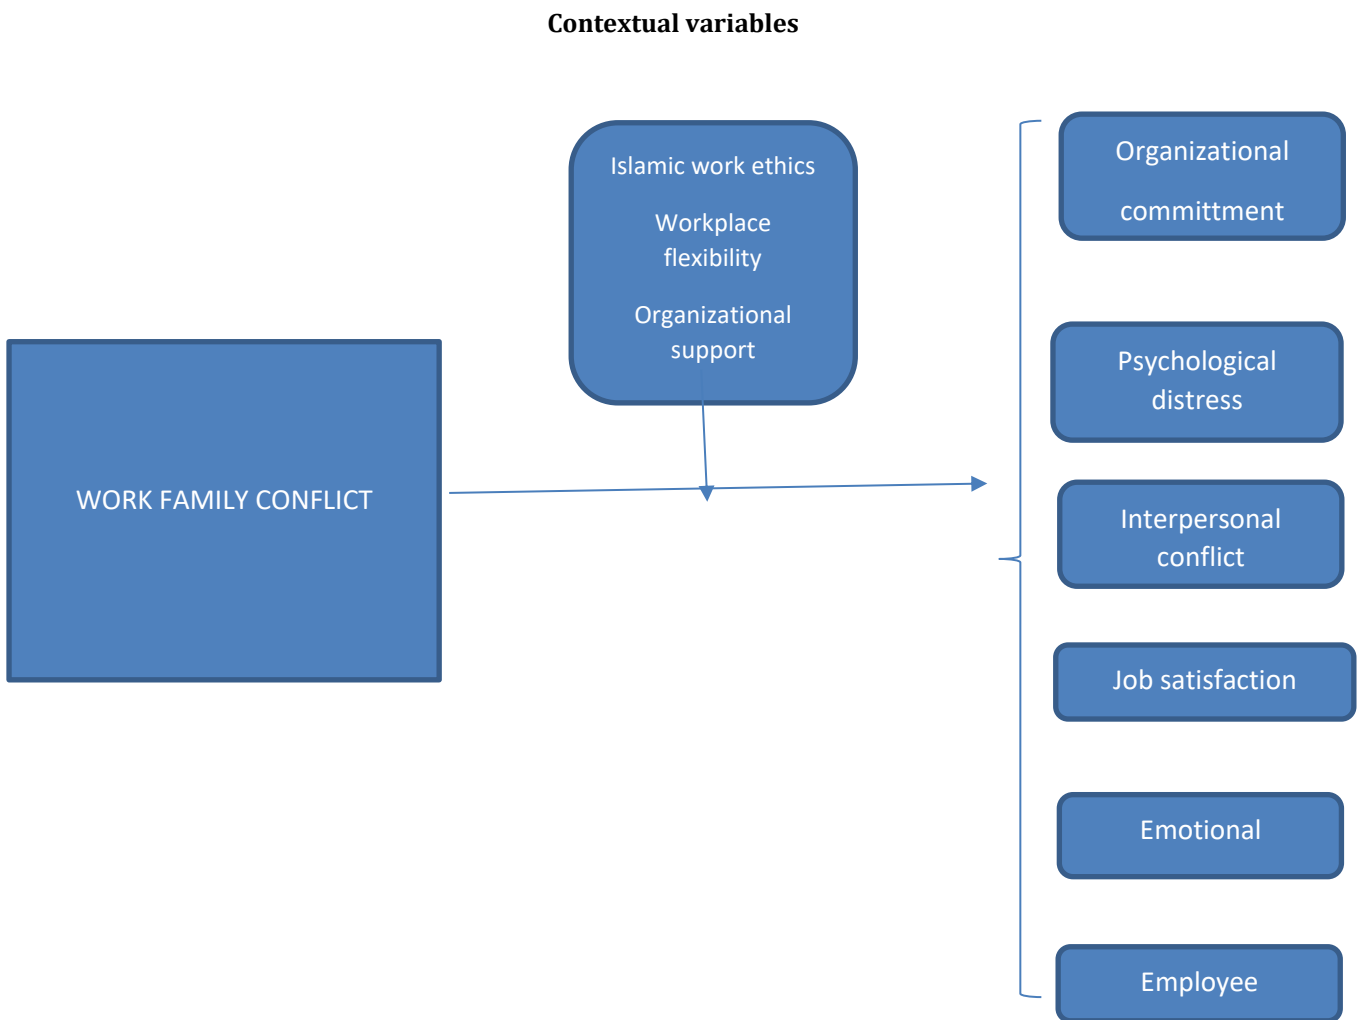 Contextual variables
Islamic work ethics
Workplace
flexibility
Organizational
support
WORK FAMILY CONFLICT
Organizational
committment
Psychological
distress
Interpersonal
conflict
Job satisfaction
Emotional
Employee